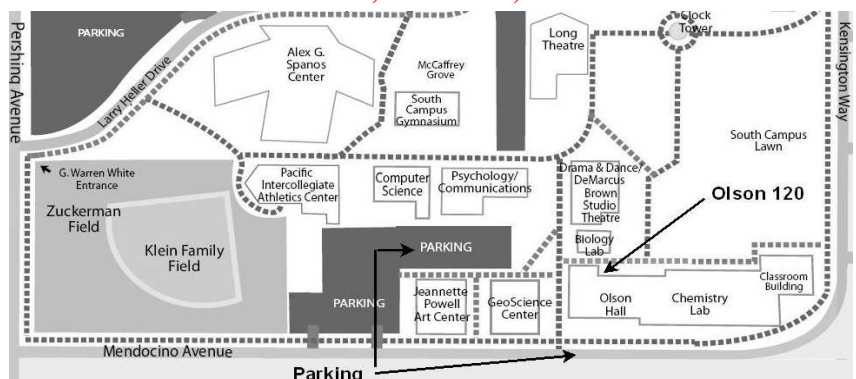 Clock
Tower
PARKING
Pershing Avenue
Larry Heller Drive
Alex G.
Spanos
Center
McCaffrey
Grove
South
Campus
Gymnasium
Long
Theatre
Kensington Way
South Campus
Lawn
G. Warren White
Entrance
Zuckerman
Field
Klein Family
Field
Pacific
Intercollegiate
Athletics Center
Computer
Science
Psychology/
Communications
Drama & Dance/
DeMarcus
Brown
Studio
Theatre
Olson 120
Biology
Lab
PARKING
PARKING
Jeannette
Powell
Art Center
GeoScience
Center
Olson
Hall
Chemistry
Lab
Classroom
Building
Mendocino Avenue
Parking